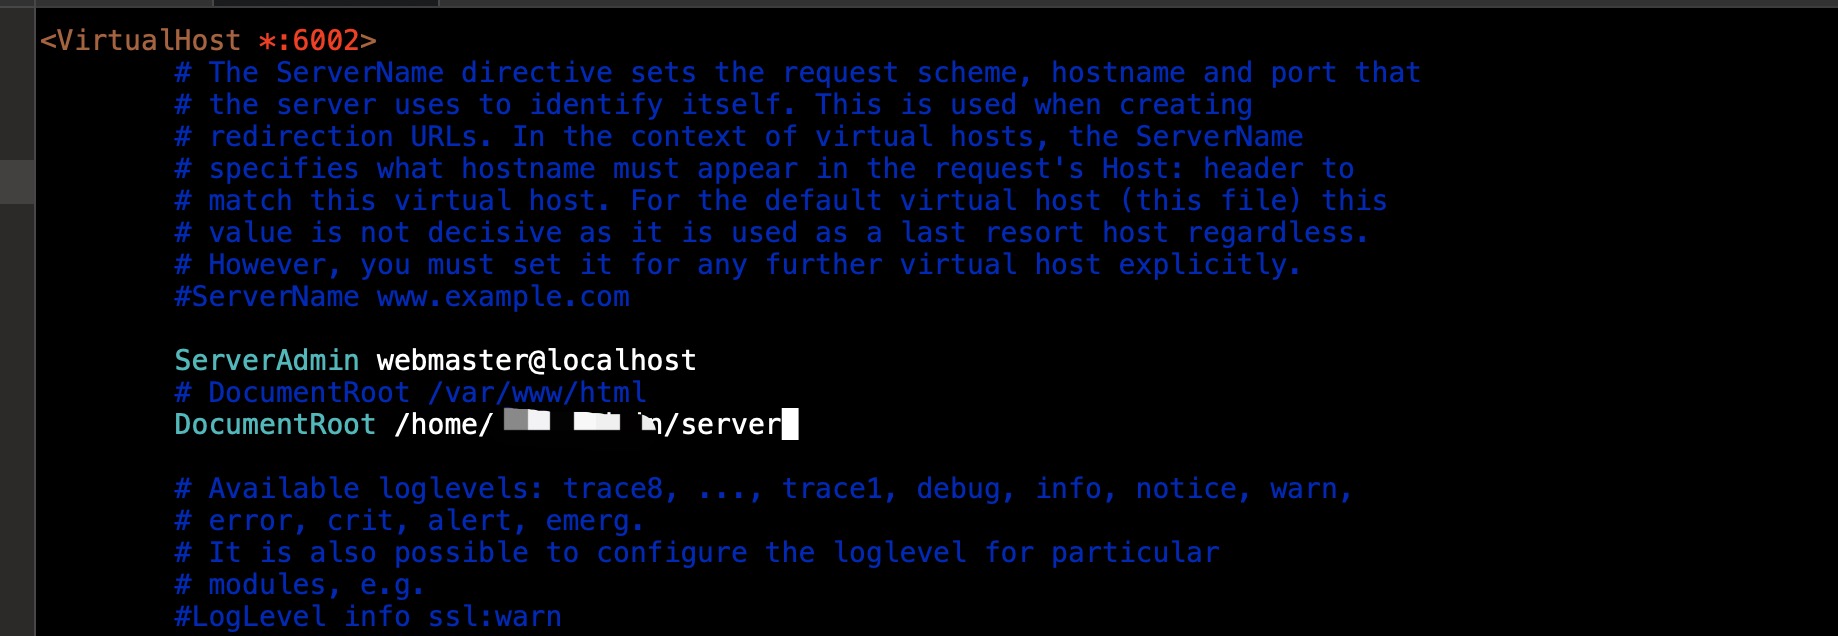 <VirtualHost *:6002>
# The ServerName directive sets the request scheme, hostname and port that
# the server uses to identify itself. This is used when creating
# redirection URLs. In the context of virtual hosts, the ServerName
# specifies what hostname must appear in the request's Host: header to
# match this virtual host. For the default virtual host (this file) this
# value is not decisive as it is used as a last resort host regardless.
# However, you must set it for any further virtual host explicitly.
#ServerName www.example.com
ServerAdmin webmaster@localhost
# DocumentRoot /var/www/html
DocumentRoot /home/ /server
# Available loglevels: trace8, ..., trace1, debug, info, notice, warn,
# error, crit, alert, emerg.
# It is also possible to configure the loglevel for particular
# modules, e.g.
#LogLevel info ssl:warn